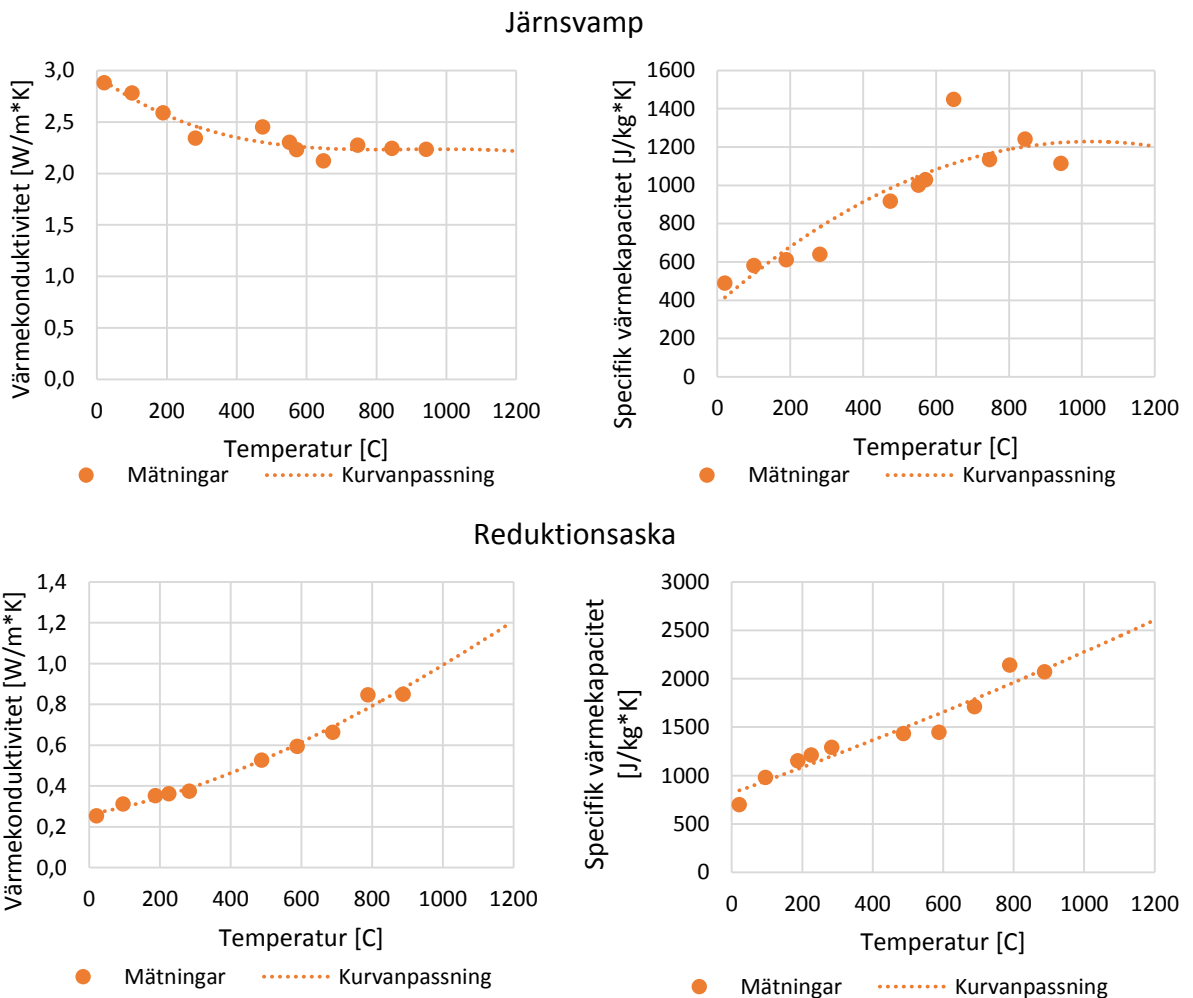 Järnsvamp
Värmekonduktivitet [W/m*K]
3,0
2,5
2,0
1,5
1,0
0,5
0,0
0 200 400 600 800 1000 1200
Temperatur [C]
Mätningar Kurvanpassning
Specifik värmekapacitet [J/kg*K]
1600
1400
1200
1000
800
600
400
200
0
0 200 400 600 800 1000 1200
Temperatur [C]
Mätningar Kurvanpassning
Reduktionsaska
Värmekonduktivitet [W/m*K]
1,4
1,2
1,0
0,8
0,6
0,4
0,2
0,0
0 200 400 600 800 1000 1200
Temperatur [C]
Mätningar Kurvanpassning
Specifik värmekapacitet
[J/kg*K]
3000
2500
2000
1500
1000
500
0
0 200 400 600 800 1000 1200
Temperatur [C]
Mätningar Kurvanpassning